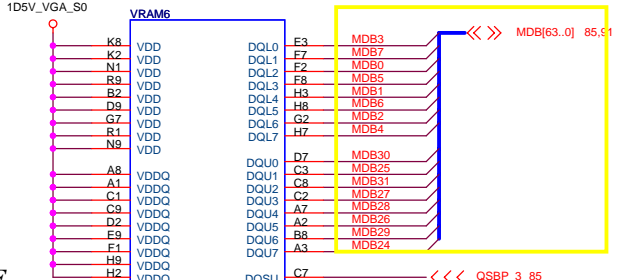 1D5V_VGA_S0
VRAM6
K8 VDD DQL0 E3 MDB3 MDB[63..0] 85,91
K2 VDD DQL1 F7 MDB7
N1 VDD DQL2 F2 MDB0
R9 VDD DQL3 F8 MDB5
B2 VDD DQL4 H3 MDB1
D9 VDD DQL5 H8 MDB6
G7 VDD DQL6 G2 MDB2
R1 VDD DQL7 H7 MDB4
N9 VDD
DQU0 D7 MDB30
A8 VDDQ DQU1 C3 MDB25
A1 VDDQ DQU2 C8 MDB31
C1 VDDQ DQU3 C2 MDB27
C9 VDDQ DQU4 A7 MDB28
D2 VDDQ DQU5 A2 MDB26
E9 VDDQ DQU6 B8 MDB29
F1 VDDQ DQU7 A3 MDB24
H9 VDDQ
H2 VDDQ DQSU C7 QSBP_3 85